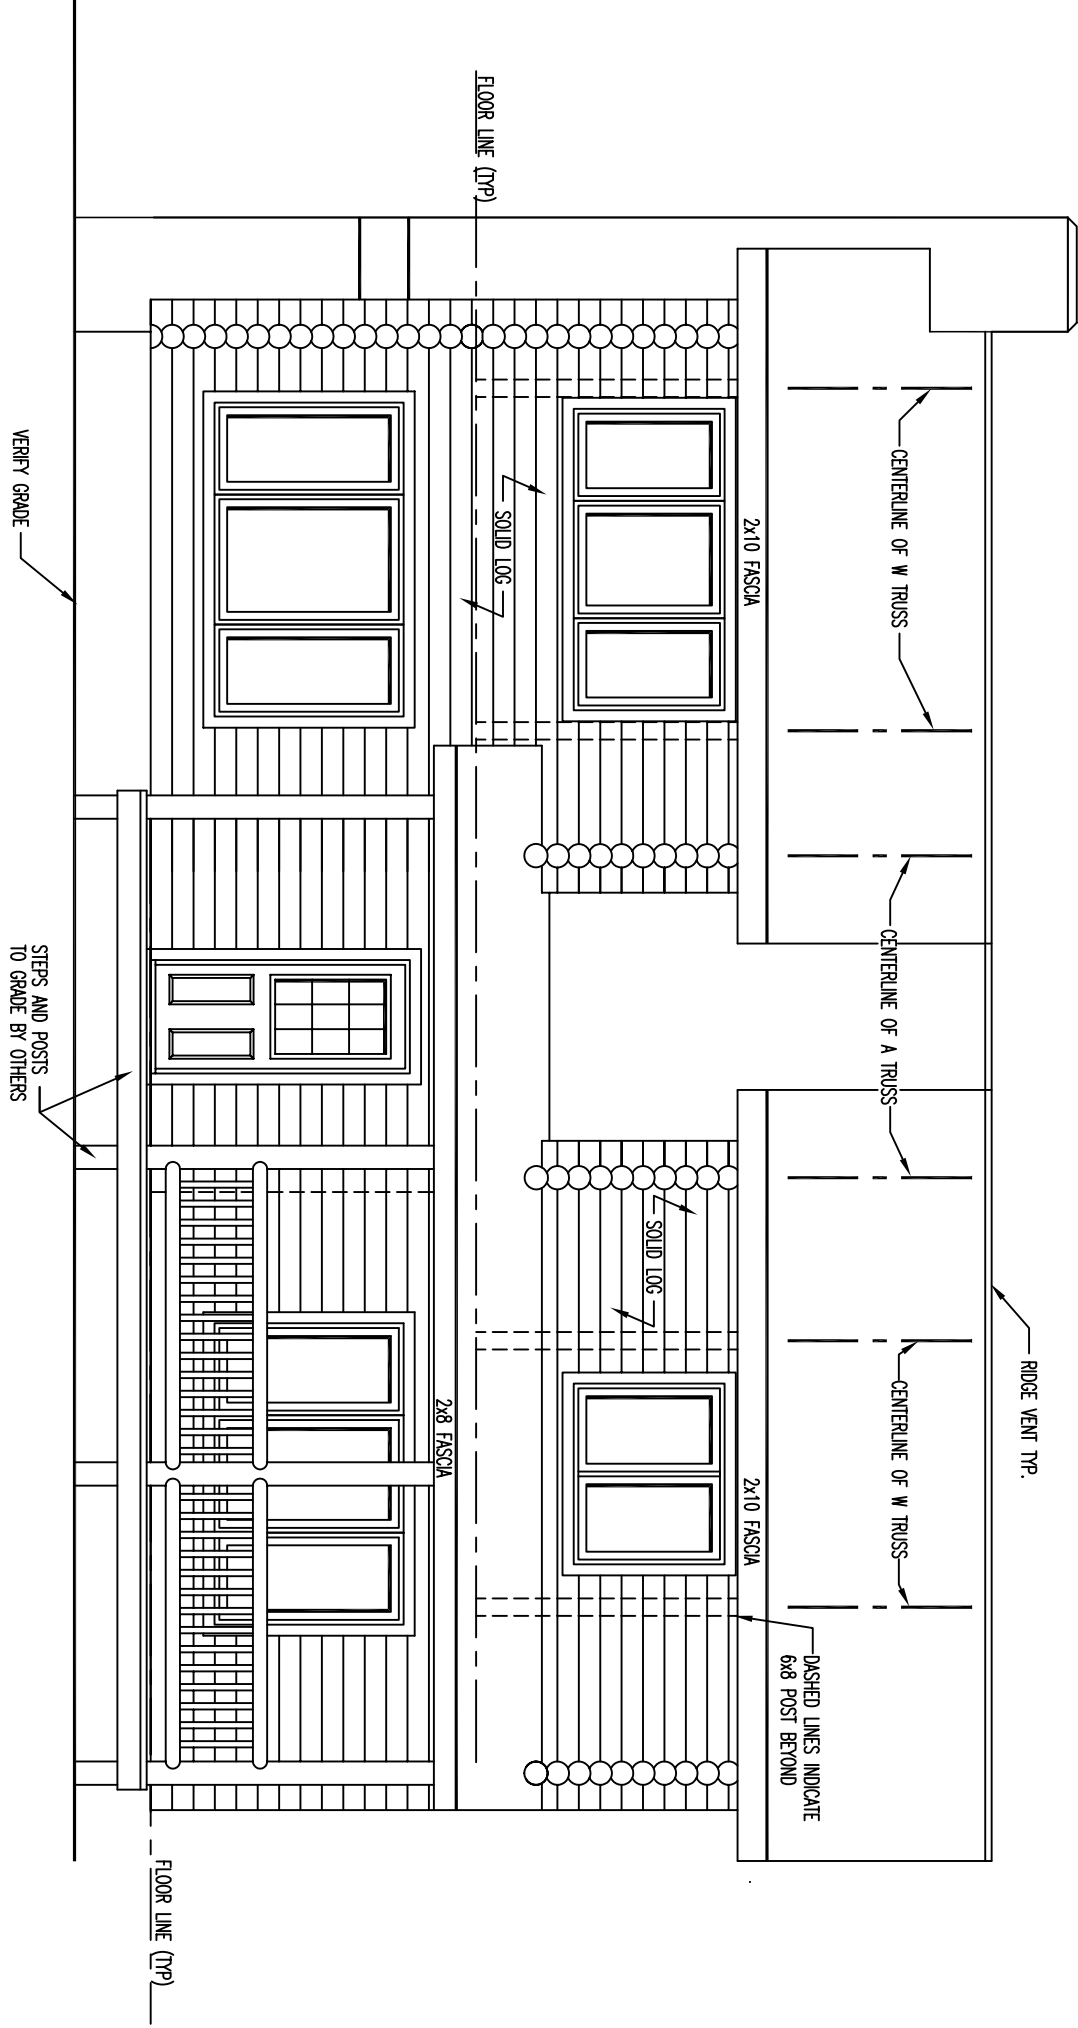 RIDGE VENT TYP.
CENTERLINE OF W TRUSS
CENTERLINE OF A TRUSS
CENTERLINE OF W TRUSS
DASHED LINES INDICATE
6x8 POST BEYOND
2x10 FASCIA
2x10 FASCIA
SOLID LOG
SOLID LOG
FLOOR LINE (TYP)
2x8 FASCIA
FLOOR LINE (TYP)
VERIFY GRADE
STEPS AND POSTS
TO GRADE BY OTHERS